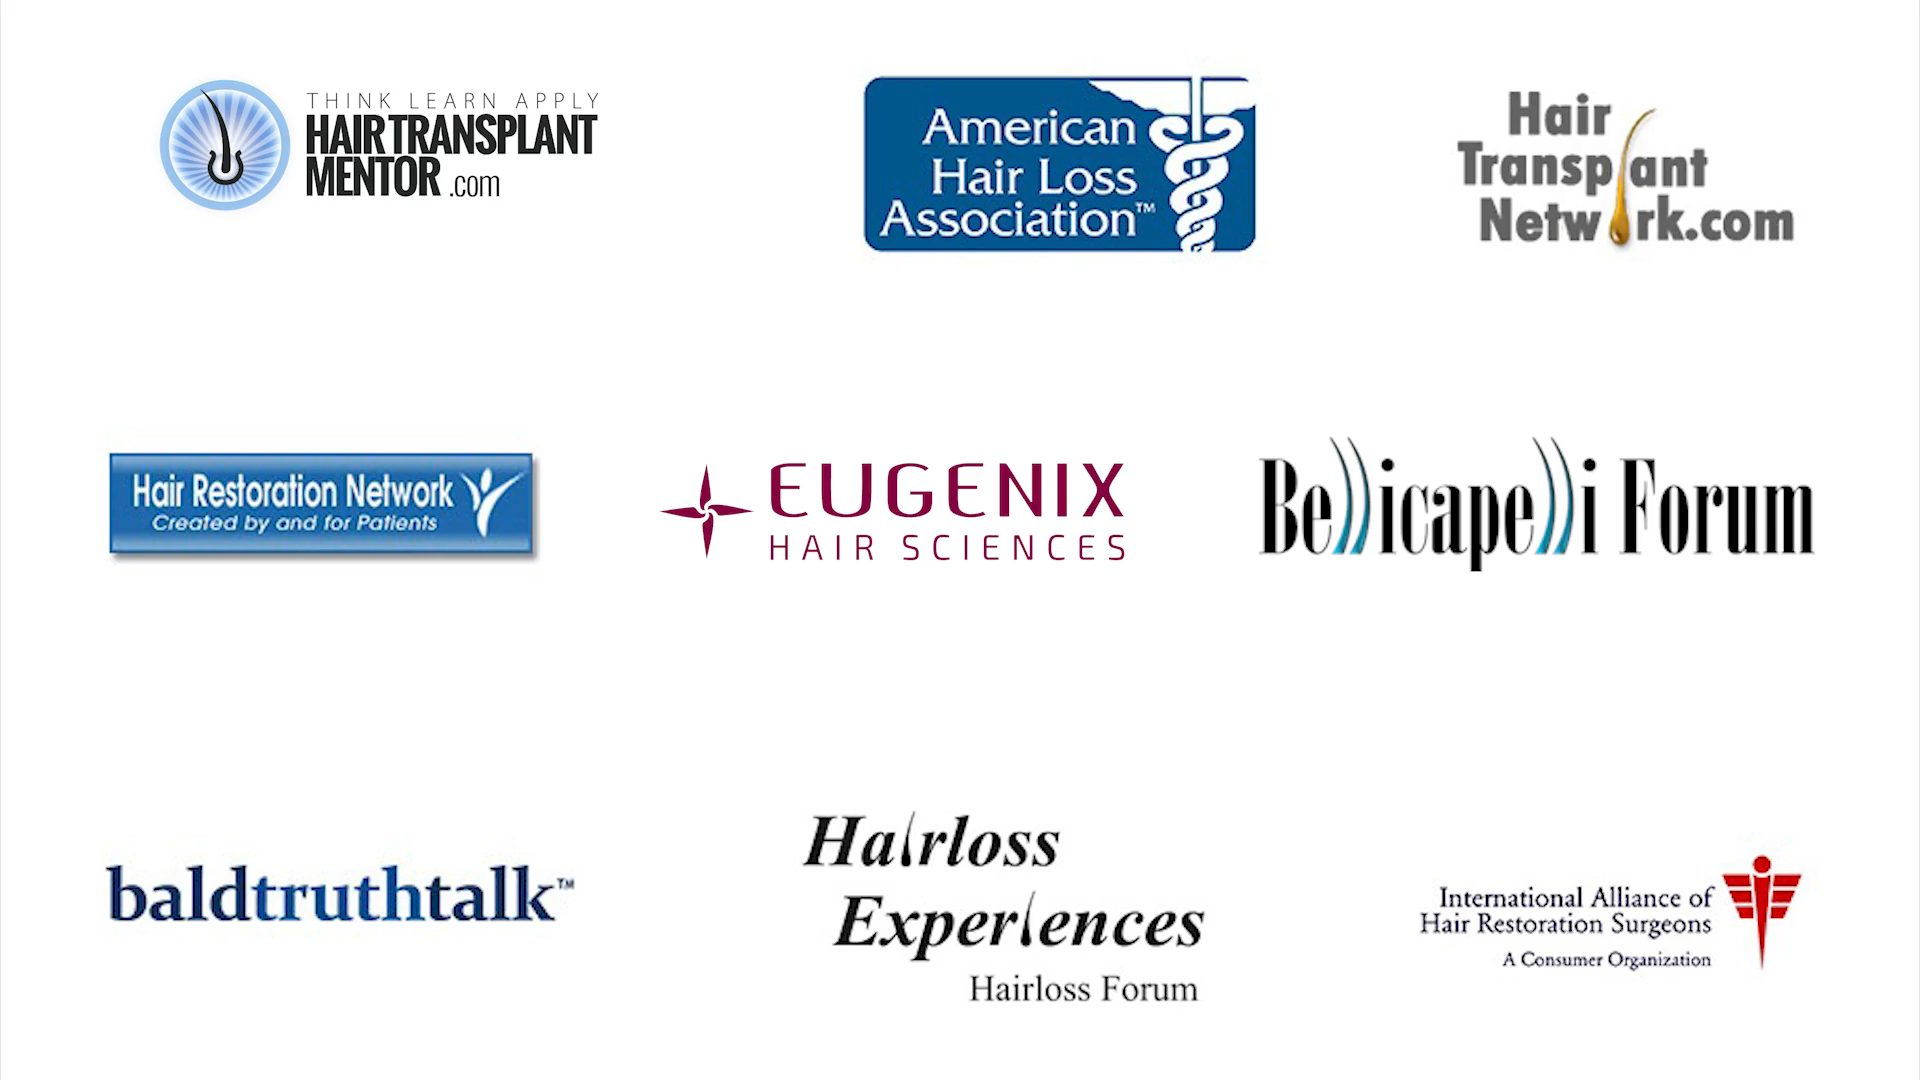 THINK LEARN APPLY
HAIR TRANSPLANT
MENTOR .com
American
Hair Loss
Association™
Hair
Transplant
Network.com
Hair Restoration Network
Created by and for Patients
EUGENIX
HAIR SCIENCES
Bellicapelli Forum
baldtruthtalk™
Hairloss
Experiences
Hairloss Forum
International Alliance of
Hair Restoration Surgeons
A Consumer Organization